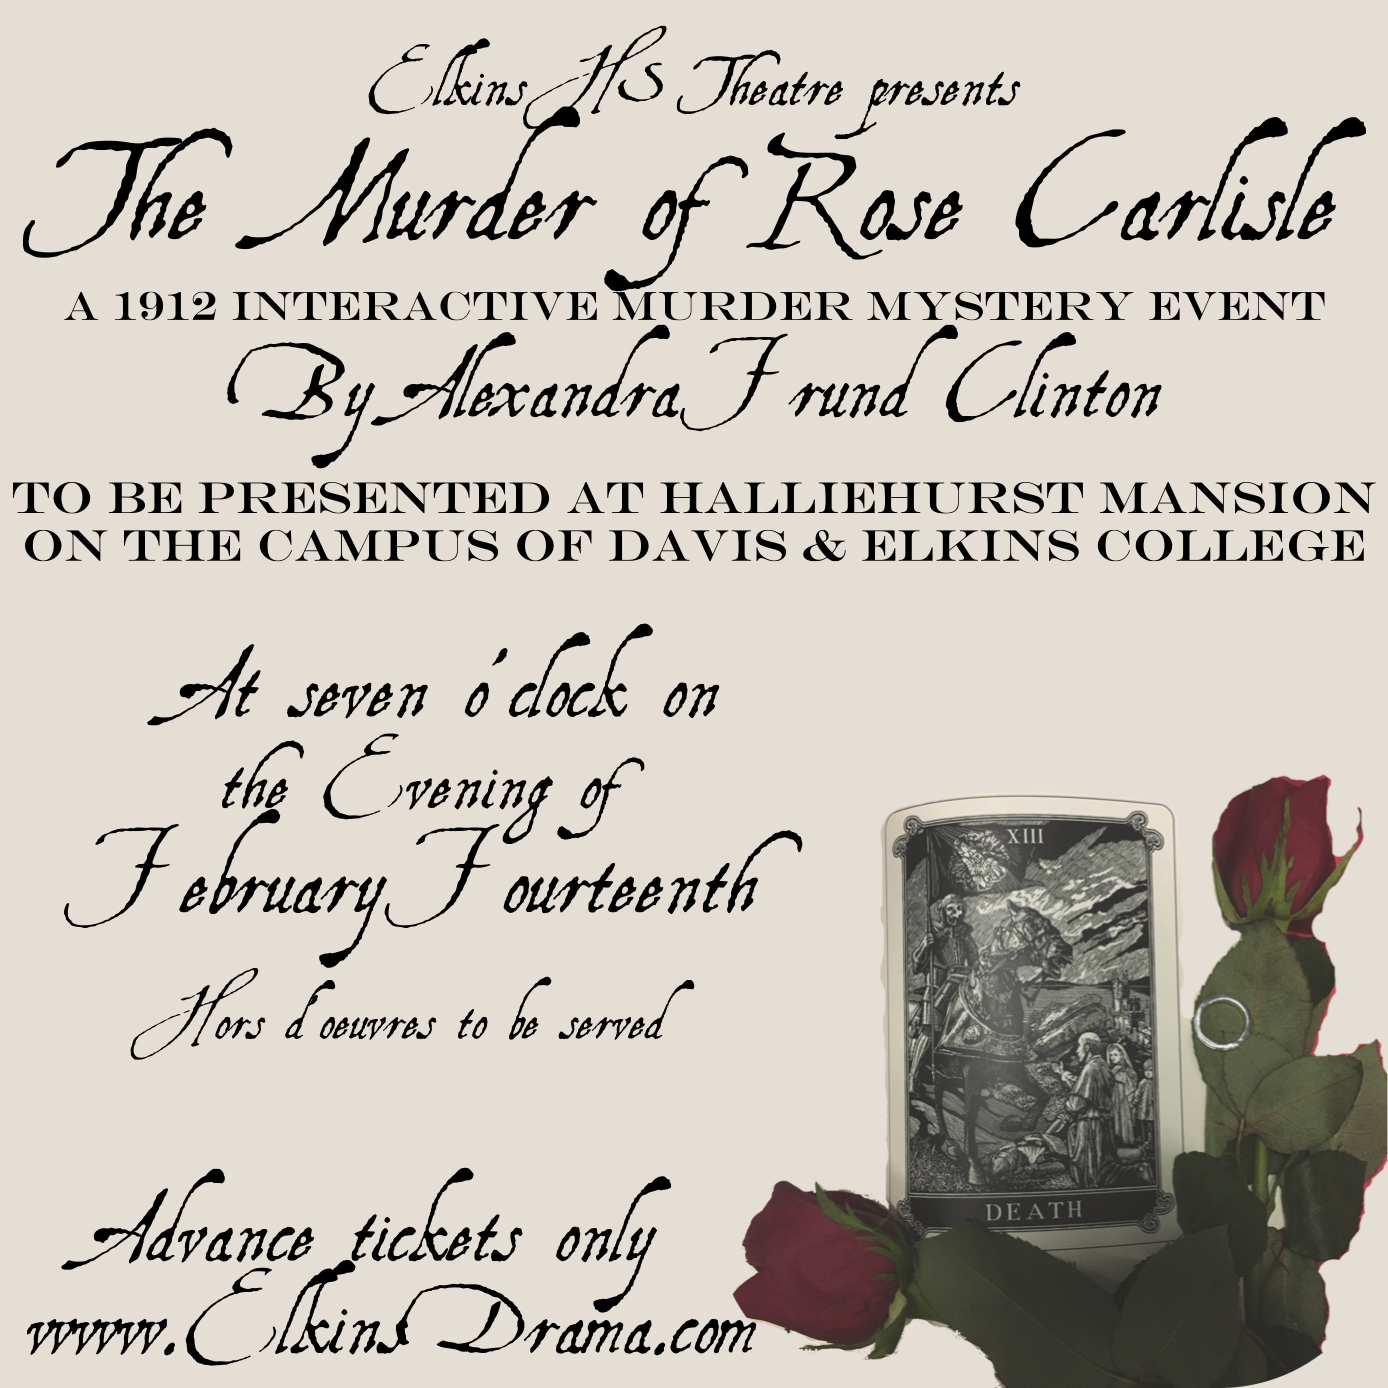 Elkins HS Theatre presents
The Murder of Rose Carlisle
A 1912 INTERACTIVE MURDER MYSTERY EVENT
By Alexandra Frund Clinton
TO BE PRESENTED AT HALLIEHURST MANSION
ON THE CAMPUS OF DAVIS & ELKINS COLLEGE
At seven o'clock on
the Evening of
February Fourteenth
Hors d'oeuvres to be served
XIII
DEATH
Advance tickets only
www.ElkinsDrama.com